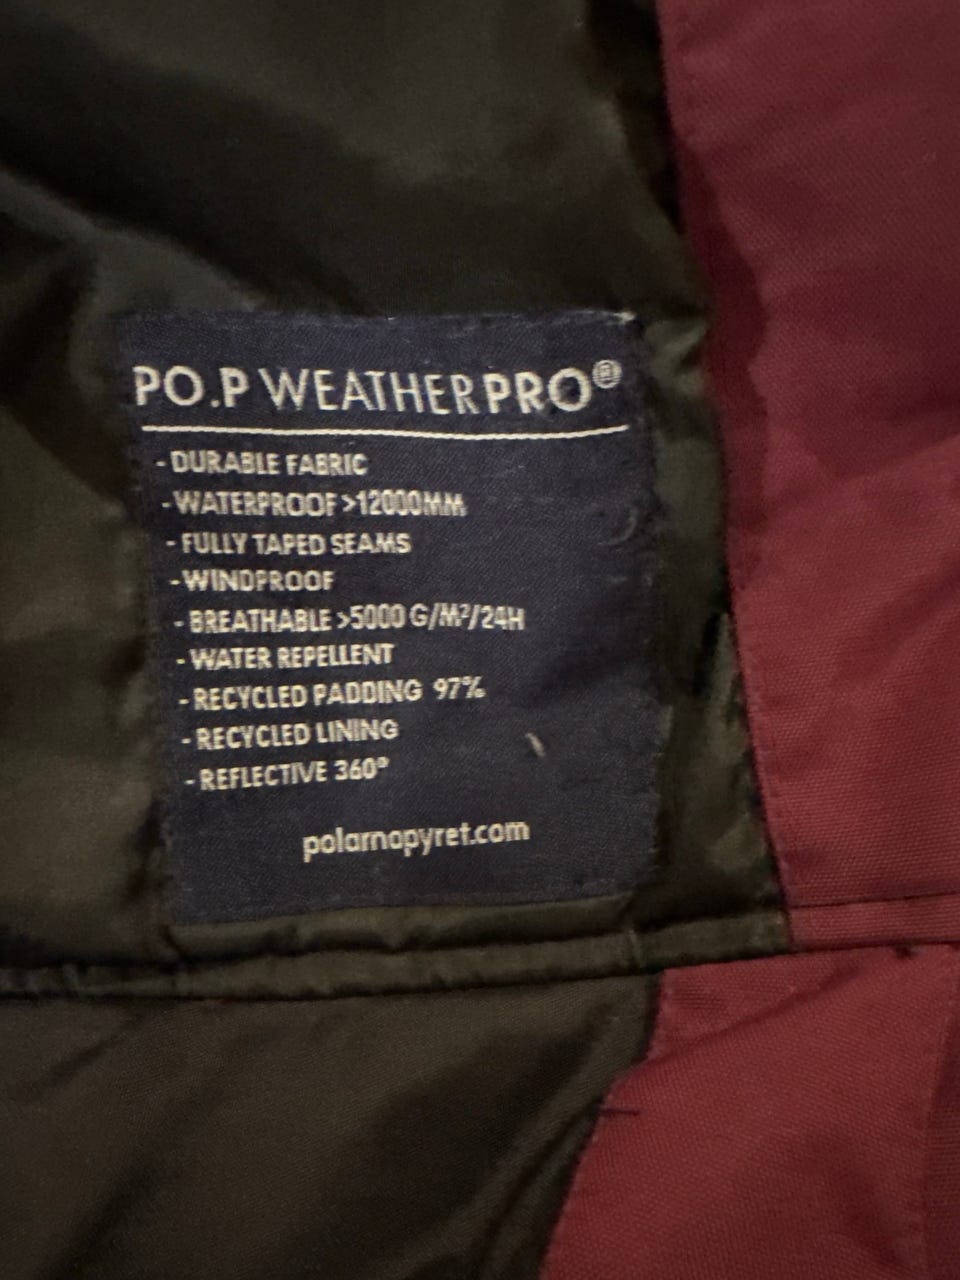 PO.P WEATHERPRO®
- DURABLE FABRIC
- WATERPROOF >12000MM
- FULLY TAPED SEAMS
- WINDPROOF
- BREATHABLE >5000 G/M²/24H
- WATER REPELLENT
- RECYCLED PADDING 97%
- RECYCLED LINING
- REFLECTIVE 360°
polarnopyret.com